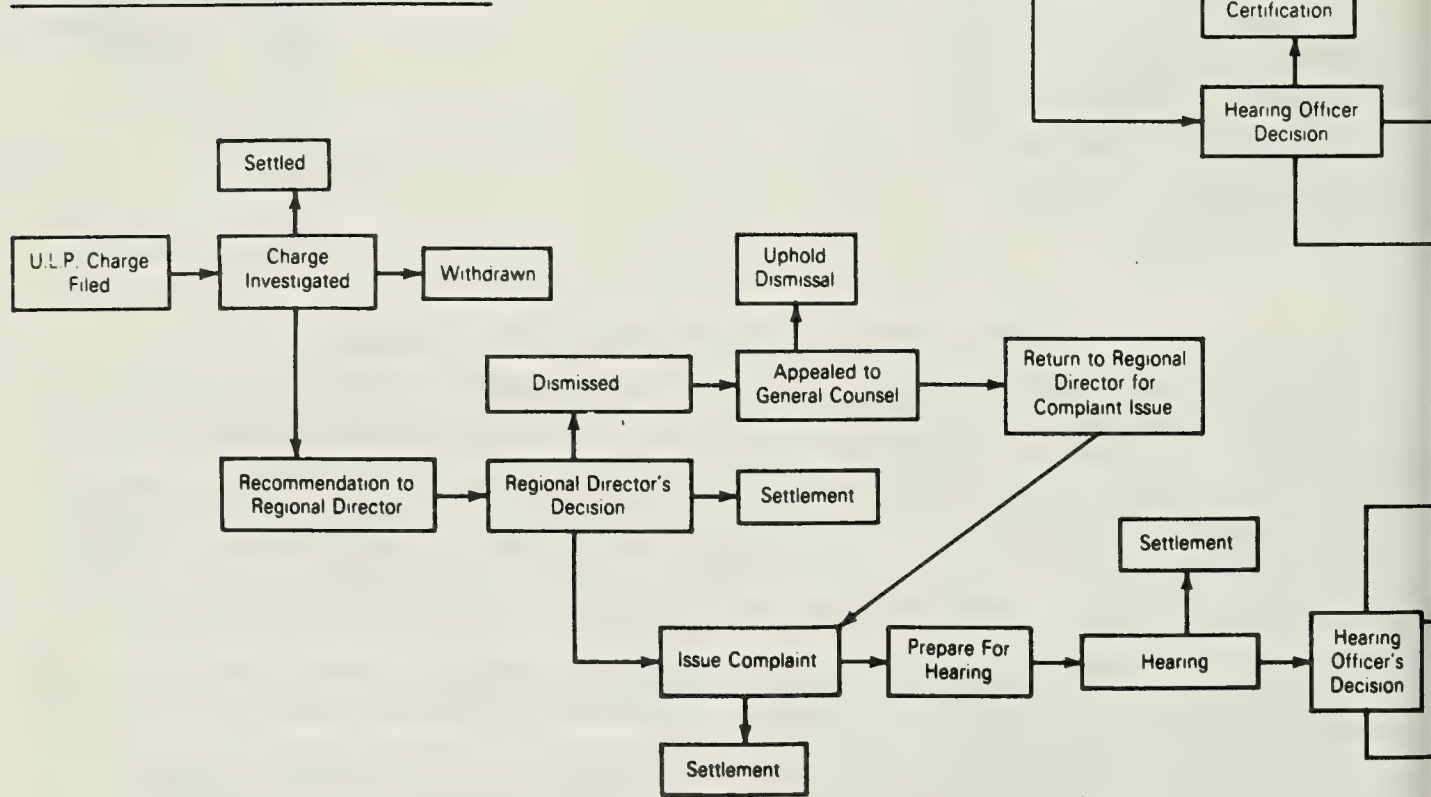 Certification
Hearing Officer
Decision
Settled
U.L.P. Charge
Filed
Charge
Investigated
Withdrawn
Uphold
Dismissal
Dismissed
Appealed to
General Counsel
Return to Regional
Director for
Complaint Issue
Recommendation to
Regional Director
Regional Director's
Decision
Settlement
Settlement
Issue Complaint
Prepare For
Hearing
Hearing
Hearing
Officer's
Decision
Settlement